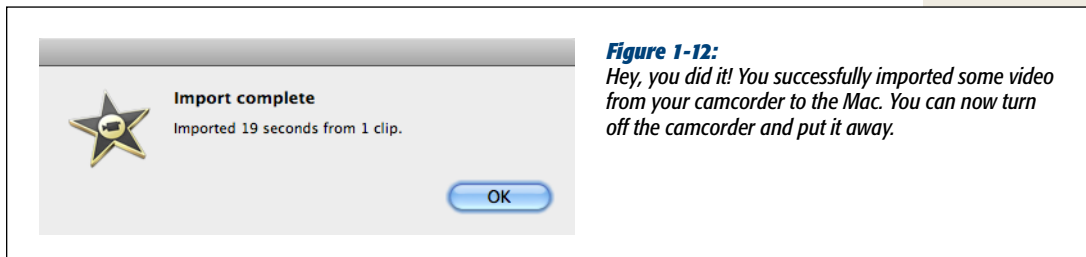 Import complete
Imported 19 seconds from 1 clip.
OK
Figure 1-12:
Hey, you did it! You successfully imported some video
from your camcorder to the Mac. You can now turn
off the camcorder and put it away.